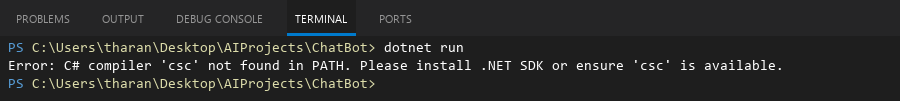 PROBLEMS OUTPUT DEBUG CONSOLE TERMINAL PORTS
PS C:\Users\tharan\Desktop\AIProjects\ChatBot> dotnet run
Error: C# compiler 'csc' not found in PATH. Please install .NET SDK or ensure 'csc' is available.
PS C:\Users\tharan\Desktop\AIProjects\ChatBot>